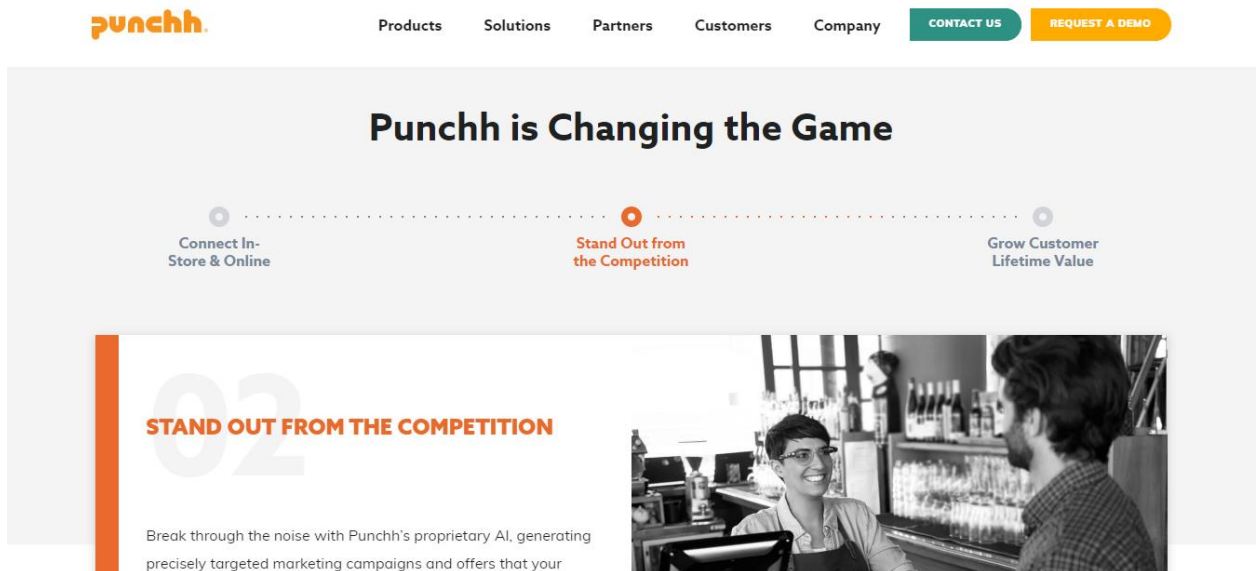 punchh.
Products Solutions Partners Customers Company CONTACT US REQUEST A DEMO
Punchh is Changing the Game
Connect In-
Store & Online
Stand Out from
the Competition
Grow Customer
Lifetime Value
02
STAND OUT FROM THE COMPETITION
Break through the noise with Punchh's proprietary AI, generating
precisely targeted marketing campaigns and offers that your